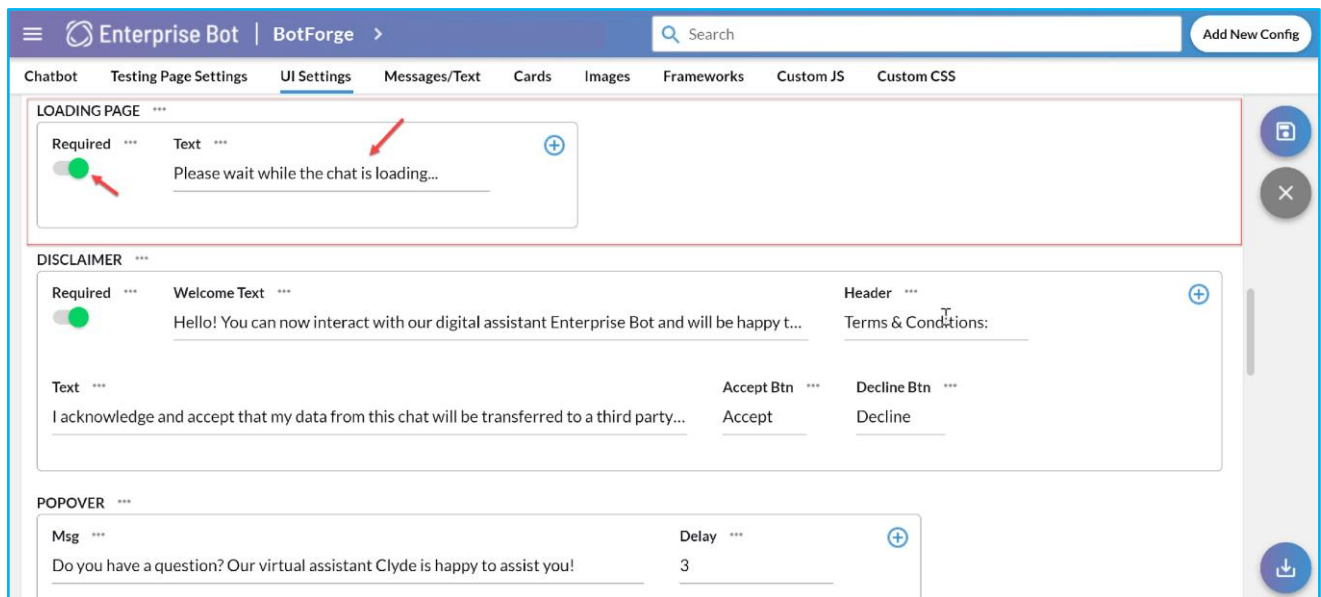 Enterprise Bot | BotForge > Search Add New Config
Chatbot Testing Page Settings UI Settings Messages/Text Cards Images Frameworks Custom JS Custom CSS
LOADING PAGE ...
Required ... Text ...
Please wait while the chat is loading...
DISCLAIMER ...
Required ... Welcome Text ... Header ...
Hello! You can now interact with our digital assistant Enterprise Bot and will be happy t... Terms & Conditions:
Text ... Accept Btn ... Decline Btn ...
I acknowledge and accept that my data from this chat will be transferred to a third party... Accept Decline
POPOVER ...
Msg ... Delay ...
Do you have a question? Our virtual assistant Clyde is happy to assist you! 3